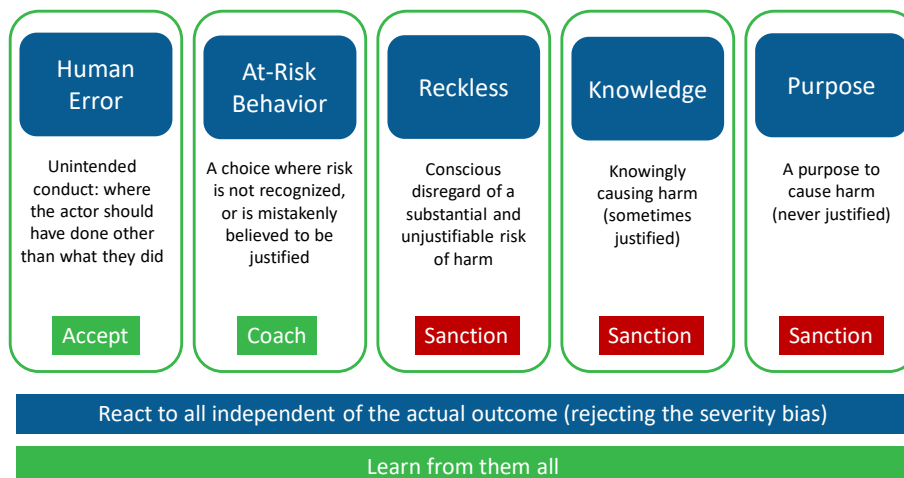 Human
Error
Unintended
conduct: where
the actor should
have done other
than what they did
Accept
At-Risk
Behavior
A choice where risk
is not recognized,
or is mistakenly
believed to be
justified
Coach
Reckless
Conscious
disregard of a
substantial and
unjustifiable risk
of harm
Sanction
Knowledge
Knowingly
causing harm
(sometimes
justified)
Sanction
Purpose
A purpose to
cause harm
(never justified)
Sanction
React to all independent of the actual outcome (rejecting the severity bias)
Learn from them all